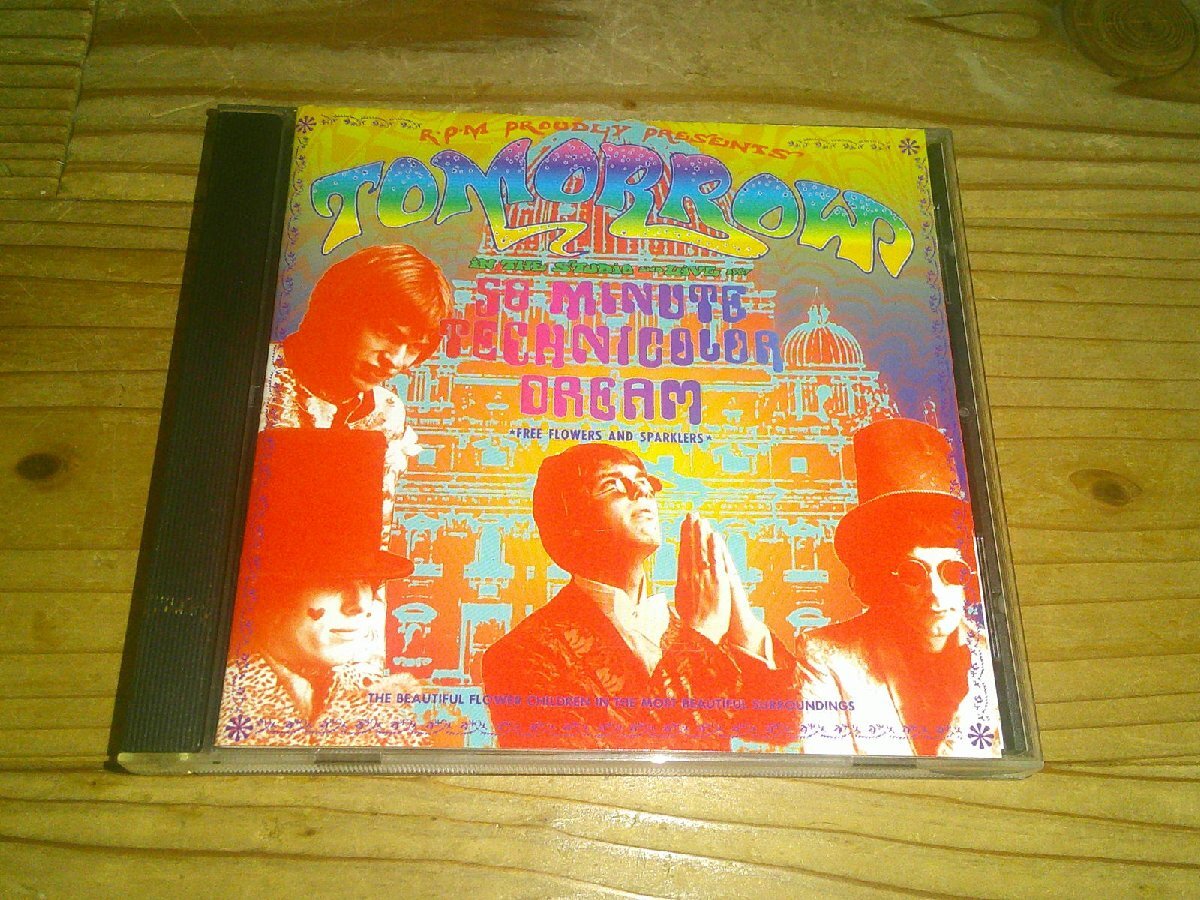 R·P·M PROUDLY PRESENTS
TOMORROW
IN THE STUDIO AND LIVE IN
50 MINUTE
TECHNICOLOR
DREAM
*FREE FLOWERS AND SPARKLERS*
THE BEAUTIFUL FLOWER CHILDREN IN THE MOST BEAUTIFUL SURROUNDINGS